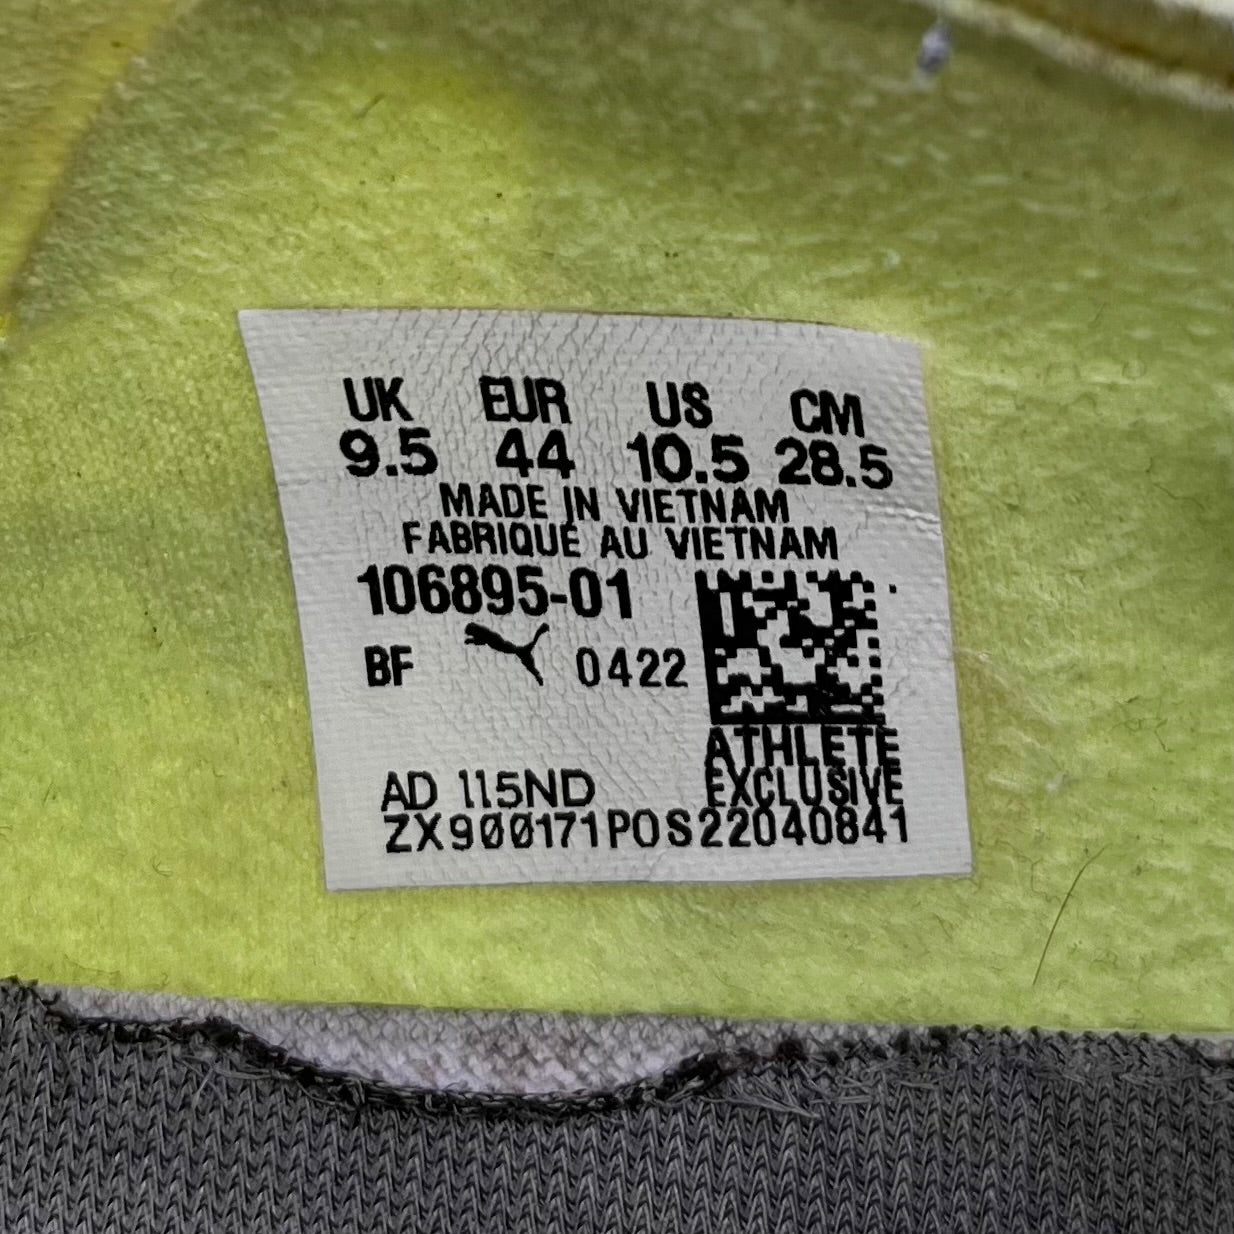 UK EUR US CM
9.5 44 10.5 28.5
MADE IN VIETNAM
FABRIQUE AU VIETNAM
106895-01
BF 0422
ATHLETE
EXCLUSIVE
AD 115ND
ZX900171POS22040841